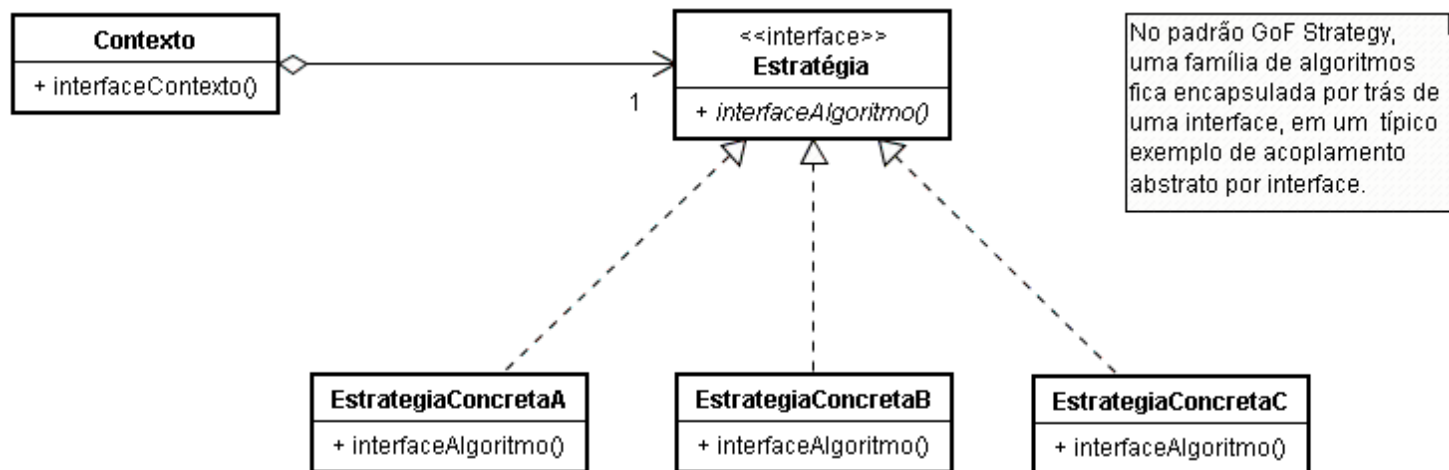 Contexto
+ interfaceContexto()
1
<<interface>>
Estratégia
+ interfaceAlgoritmo()
No padrão GoF Strategy,
uma família de algoritmos
fica encapsulada por trás de
uma interface, em um típico
exemplo de acoplamento
abstrato por interface.
EstrategiaConcretaA
+ interfaceAlgoritmo()
EstrategiaConcretaB
+ interfaceAlgoritmo()
EstrategiaConcretaC
+ interfaceAlgoritmo()